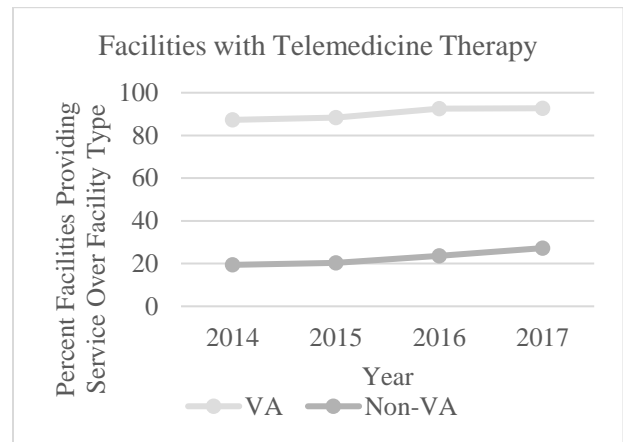 Facilities with Telemedicine Therapy
Percent Facilities Providing
Service Over Facility Type
100
80
60
40
20
0
2014 2015 2016 2017
Year
VA Non-VA